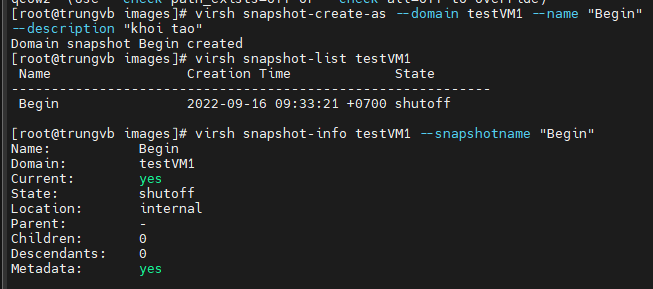 [root@trungvb images]# virsh snapshot-create-as --domain testVM1 --name "Begin"
--description "khoi tao"
Domain snapshot Begin created
[root@trungvb images]# virsh snapshot-list testVM1
Name Creation Time State
------------------------------------------------------------
Begin 2022-09-16 09:33:21 +0700 shutoff
[root@trungvb images]# virsh snapshot-info testVM1 --snapshotname "Begin"
Name: Begin
Domain: testVM1
Current: yes
State: shutoff
Location: internal
Parent: -
Children: 0
Descendants: 0
Metadata: yes